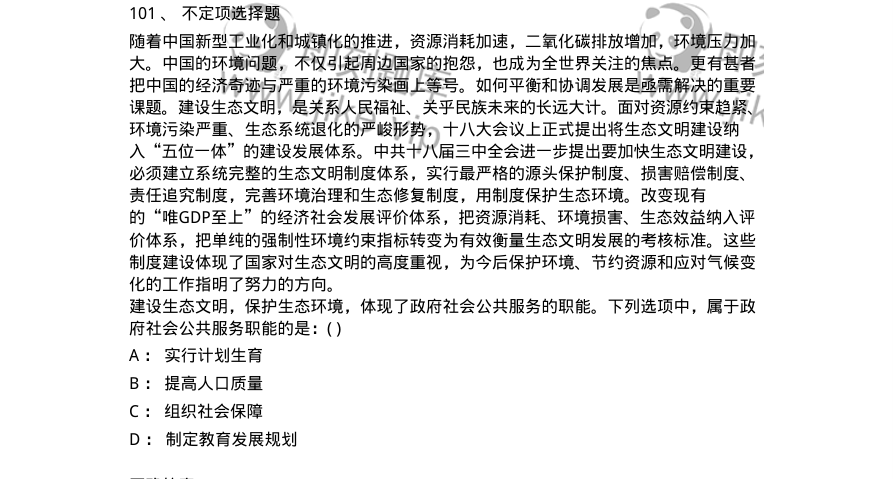 101 、 不定项选择题
随着中国新型工业化和城镇化的推进，资源消耗加速，二氧化碳排放增加，环境压力加
大。中国的环境问题，不仅引起周边国家的抱怨，也成为全世界关注的焦点。更有甚者
把中国的经济奇迹与严重的环境污染画上等号。如何平衡和协调发展是亟需解决的重要
课题。建设生态文明，是关系人民福祉、关乎民族未来的长远大计。面对资源约束趋紧、
环境污染严重、生态系统退化的严峻形势，十八大会议上正式提出将生态文明建设纳
入“五位一体”的建设发展体系。中共十八届三中全会进一步提出要加快生态文明建设，
必须建立系统完整的生态文明制度体系，实行最严格的源头保护制度、损害赔偿制度、
责任追究制度，完善环境治理和生态修复制度，用制度保护生态环境。改变现有
的“唯GDP至上”的经济社会发展评价体系，把资源消耗、环境损害、生态效益纳入评
价体系，把单纯的强制性环境约束指标转变为有效衡量生态文明发展的考核标准。这些
制度建设体现了国家对生态文明的高度重视，为今后保护环境、节约资源和应对气候变
化的工作指明了努力的方向。
建设生态文明，保护生态环境，体现了政府社会公共服务的职能。下列选项中，属于政
府社会公共服务职能的是：( )
A ： 实行计划生育
B ： 提高人口质量
C ： 组织社会保障
D ： 制定教育发展规划